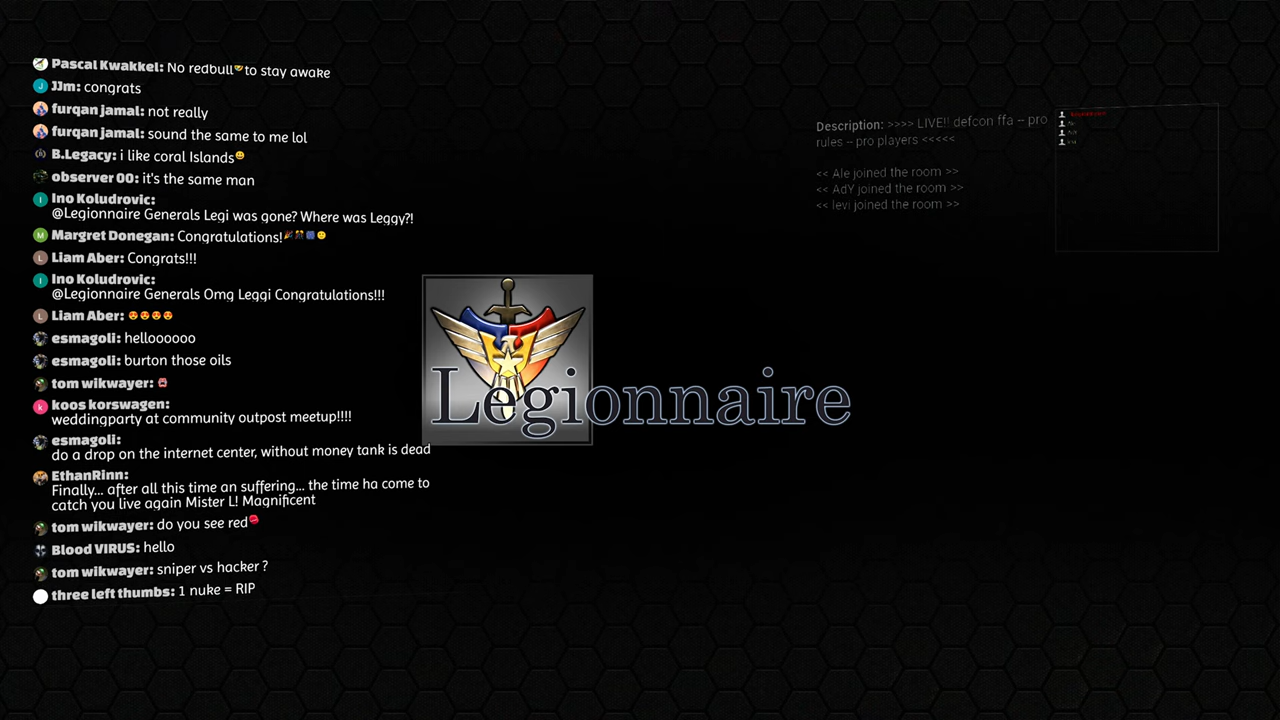 Pascal Kwakkel: No redbull🤝to stay awake
JJm: congrats
furqan jamal: not really
furqan jamal: sound the same to me lol
B.Legacy: i like coral Islands😀
observer 00: it's the same man
Ino Koludrovic:
@Legionnaire Generals Legi was gone? Where was Leggy?!
Margret Donegan: Congratulations!
Liam Aber: Congrats!!!
Ino Koludrovic:
@Legionnaire Generals Omg Leggi Congratulations!!!
Liam Aber: 😍😍😍😍
esmagoli: helloooooo
esmagoli: burton those oils
tom wikwayer:
koos korswagen:
weddingparty at community outpost meetup!!!!
esmagoli:
do a drop on the internet center, without money tank is dead
EthanRinn:
Finally... after all this time an suffering... the time ha come to
catch you live again Mister L! Magnificent
tom wikwayer: do you see red
Blood VIRUS: hello
tom wikwayer: sniper vs hacker ?
three left thumbs: 1 nuke = RIP
Legionnaire
Description: >>>> LIVE!! defcon ffa -- pro
rules -- pro players <<<<<
<< Ale joined the room >>
<< AdY joined the room >>
<< levi joined the room >>